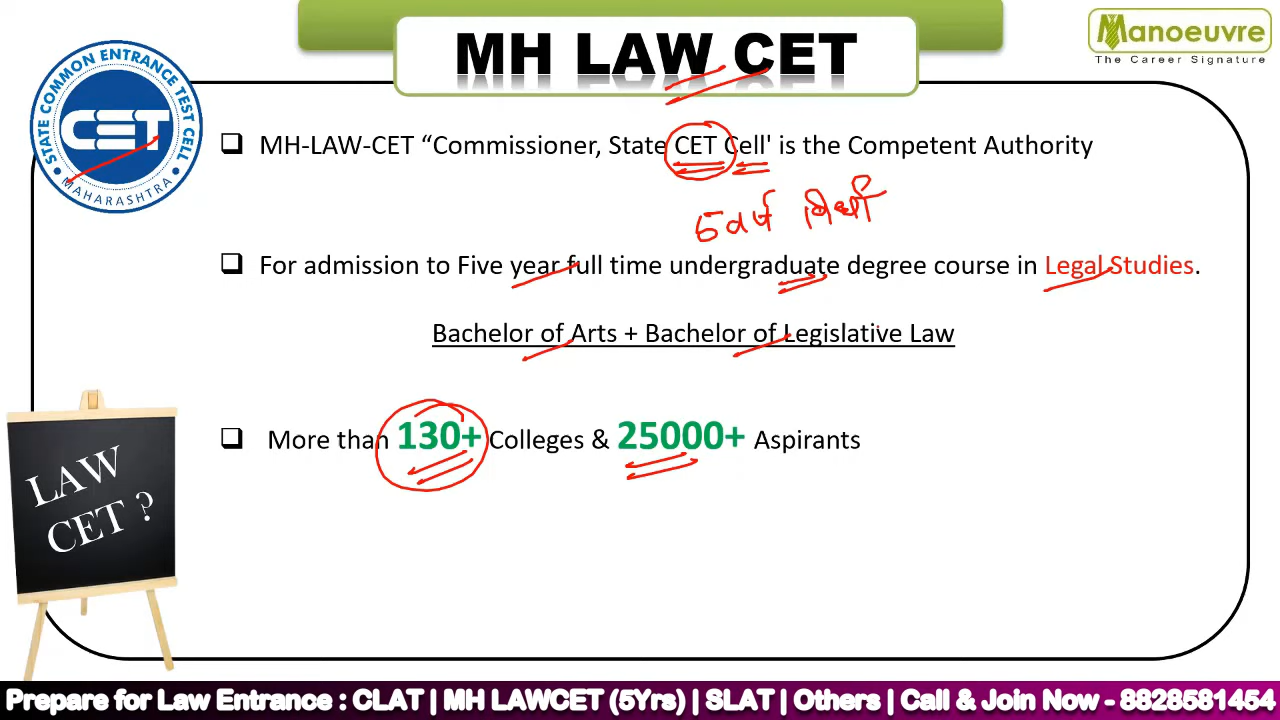 MH LAW CET
Manoeuvre
The Career Signature
STATE COMMON ENTRANCE TEST CELL
CET
MAHARASHTRA
MH-LAW-CET “Commissioner, State CET Cell' is the Competent Authority
5 वर्ष
For admission to Five year full time undergraduate degree course in Legal Studies.
Bachelor of Arts + Bachelor of Legislative Law
More than 130+ Colleges & 25000+ Aspirants
LAW
CET ?
Prepare for Law Entrance : CLAT | MH LAWCET (5Yrs) | SLAT | Others | Call & Join Now - 8828581454